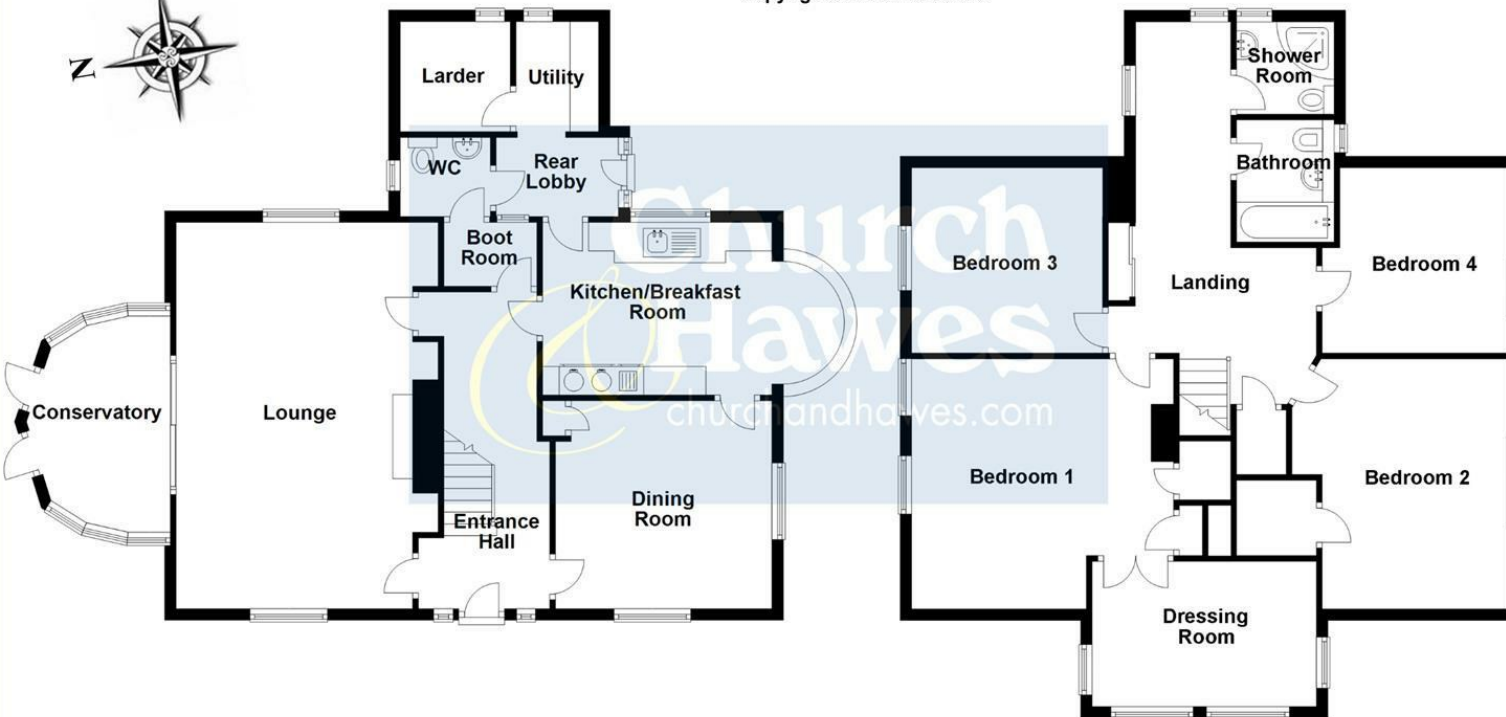 N
Larder
Utility
WC
Rear
Lobby
Boot
Room
Kitchen/Breakfast
Room
Conservatory
Lounge
Entrance
Hall
Dining
Room
Shower
Room
Bathroom
Bedroom 3
Landing
Bedroom 4
Bedroom 1
Bedroom 2
Dressing
Room
Church
& Hawes
churchandhawes.com